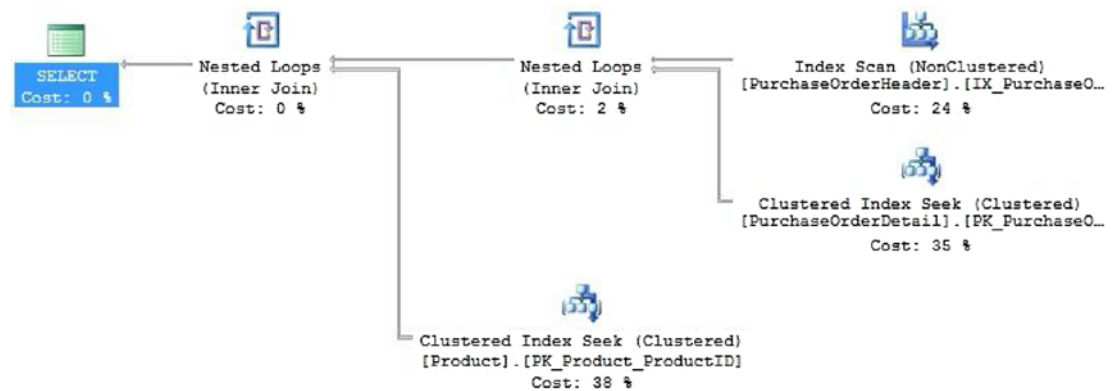 SELECT
Cost: 0 %
Nested Loops
(Inner Join)
Cost: 0 %
Nested Loops
(Inner Join)
Cost: 2 %
Index Scan (NonClustered)
[PurchaseOrderHeader].[IX_PurchaseO…
Cost: 24 %
Clustered Index Seek (Clustered)
[PurchaseOrderDetail].[PK_PurchaseO…
Cost: 35 %
Clustered Index Seek (Clustered)
[Product].[PK_Product_ProductID]
Cost: 38 %